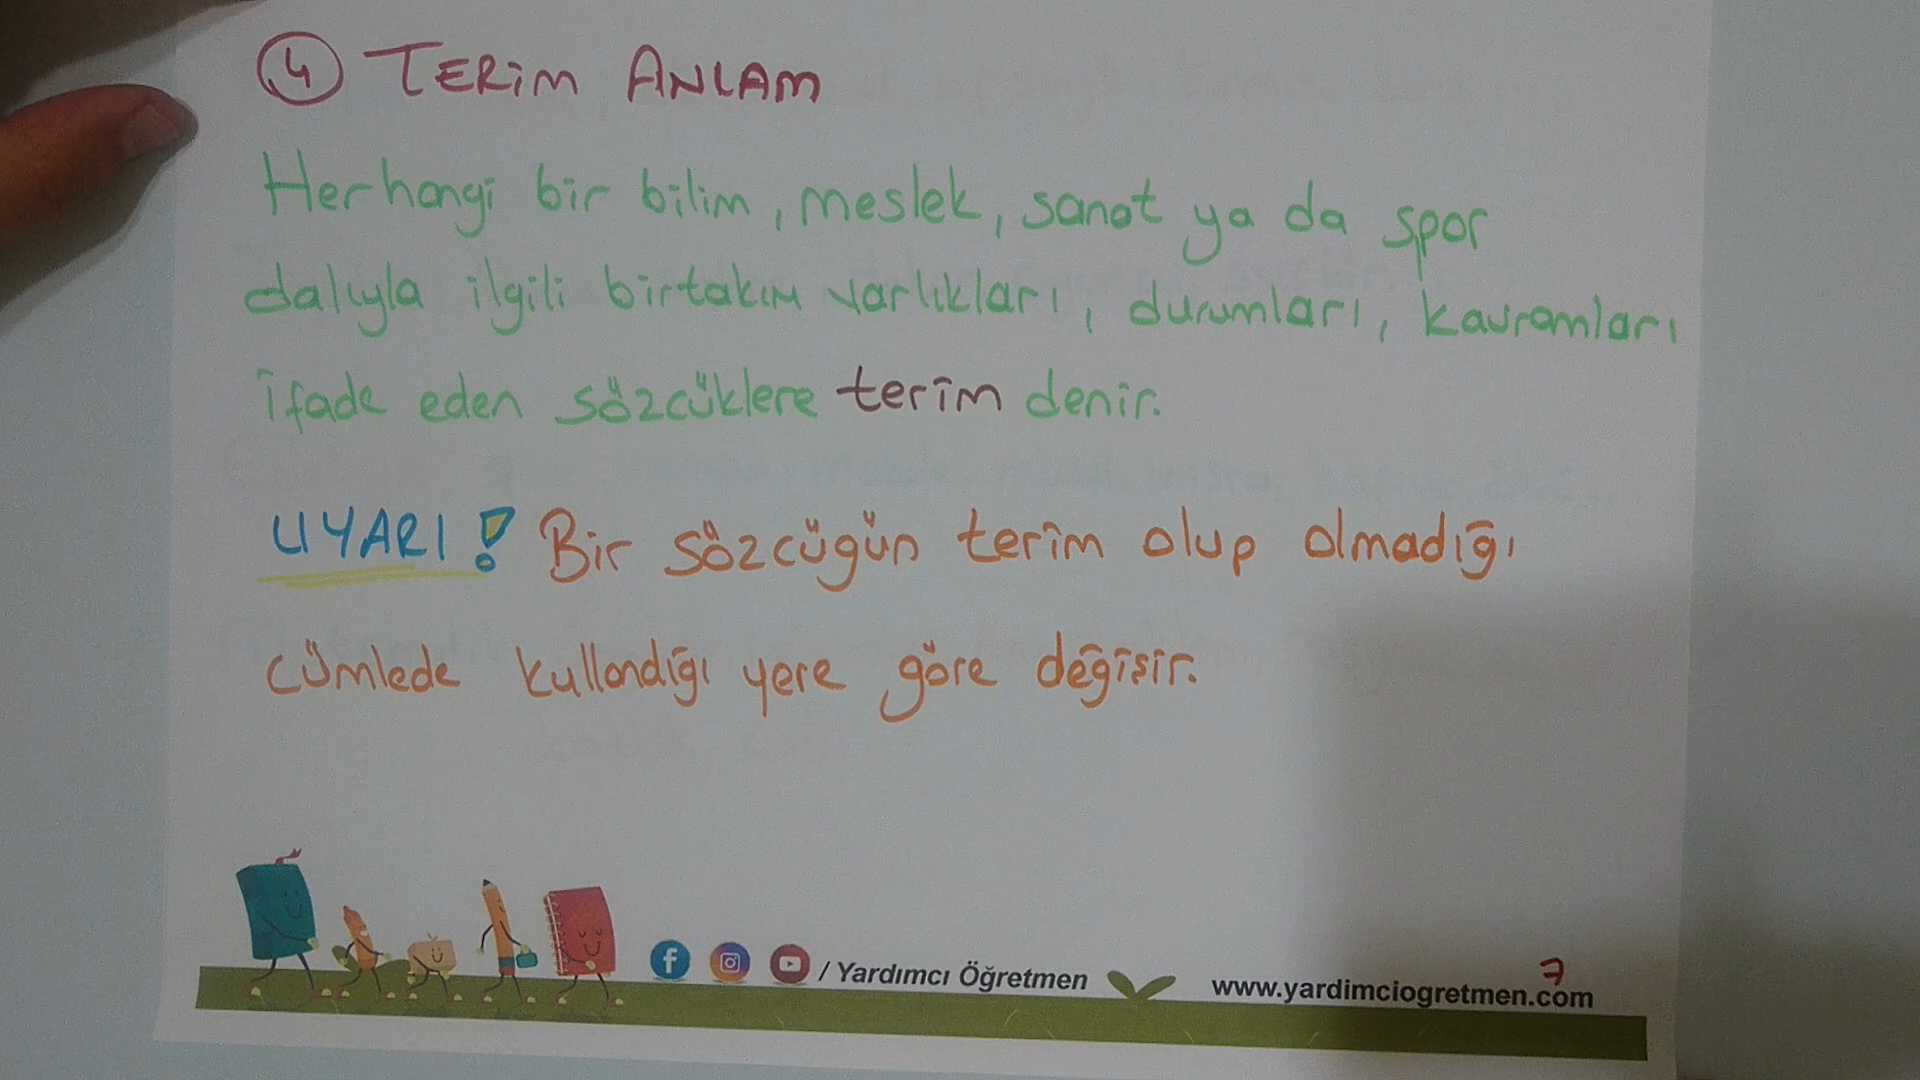 4 TERİM ANLAM
Herhangi bir bilim, meslek, sanat ya da spor
dalıyla ilgili birtakım varlıkları, durumları, kavramları
ifade eden sözcüklere terim denir.
UYARI! Bir sözcüğün terim olup olmadığı
cümlede kullandığı yere göre değişir.
/ Yardımcı Öğretmen
www.yardimciogretmen.com
7